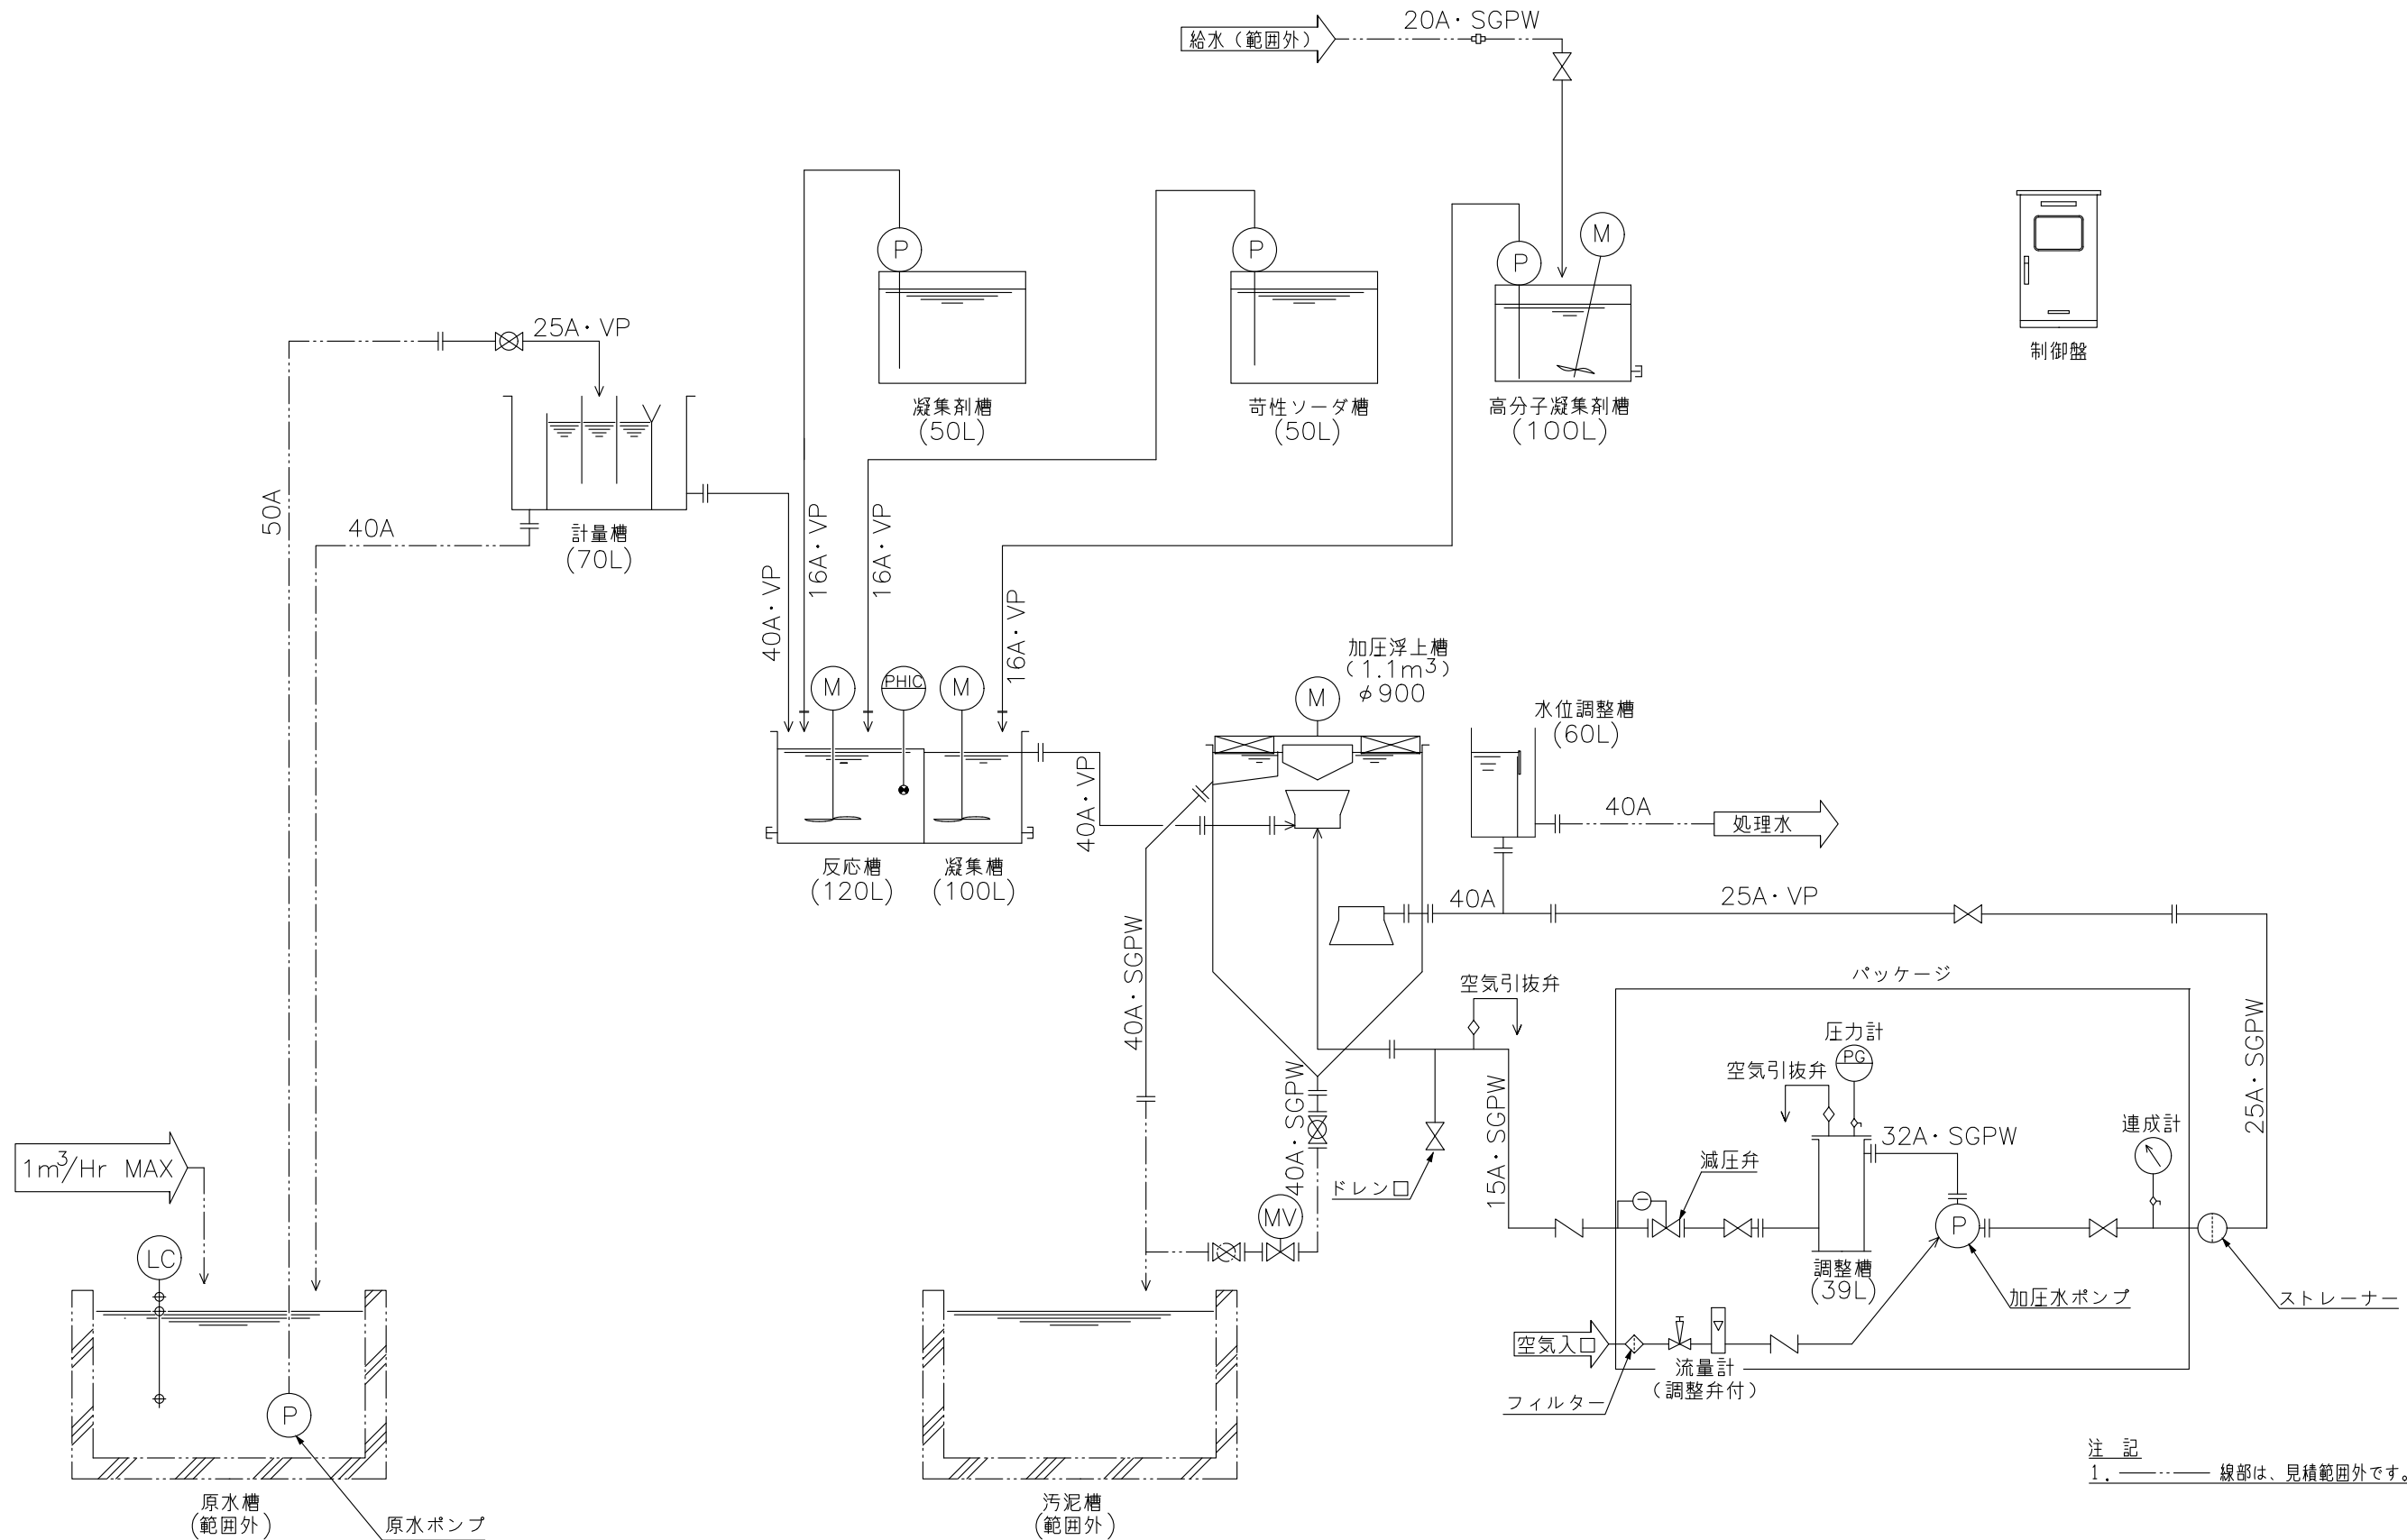 20A・SGPW
給水（範囲外）
P
P
P
M
凝集剤槽
(50L)
苛性ソーダ槽
(50L)
高分子凝集剤槽
(100L)
制御盤
25A・VP
50A
40A
計量槽
(70L)
40A・VP
16A・VP
16A・VP
16A・VP
M
PHIC
M
反応槽
(120L)
凝集槽
(100L)
40A・VP
加圧浮上槽
(1.1m³)
φ900
M
水位調整槽
(60L)
40A
処理水
40A
25A・VP
40A・SGPW
40A・SGPW
空気引抜弁
15A・SGPW
ドレン口
MV
パッケージ
圧力計
PG
空気引抜弁
32A・SGPW
25A・SGPW
連成計
減圧弁
P
調整槽
(39L)
加圧水ポンプ
ストレーナー
空気入口
フィルター
流量計
（調整弁付）
1m³/Hr MAX
LC
P
原水槽
(範囲外)
原水ポンプ
汚泥槽
(範囲外)
注 記
1. 線部は、見積範囲外です。